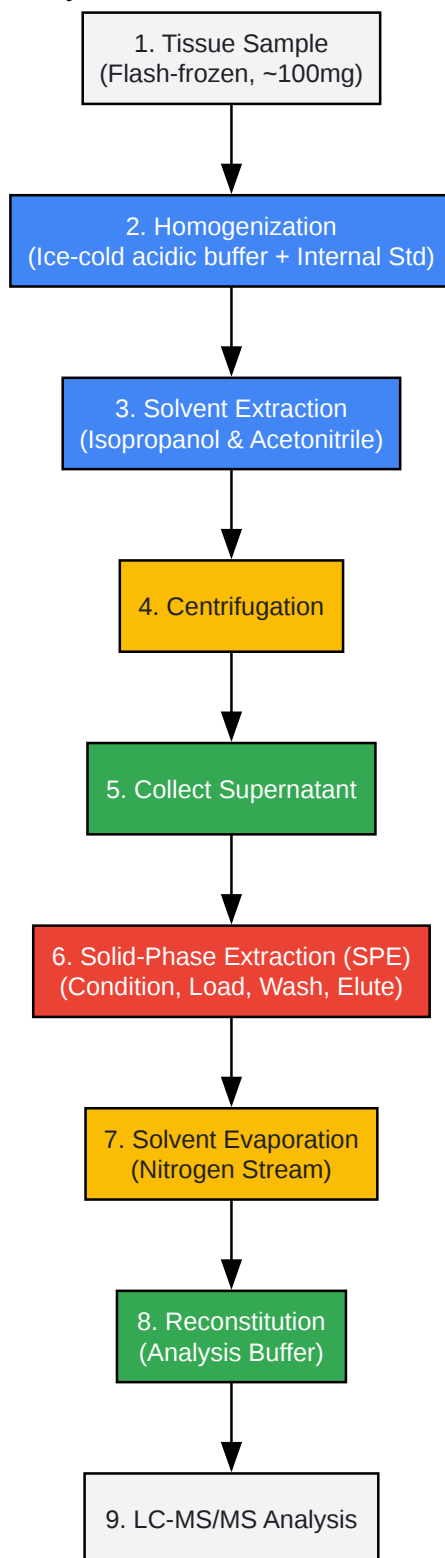 1. Tissue Sample
(Flash-frozen, ~100mg)
2. Homogenization
(Ice-cold acidic buffer + Internal Std)
3. Solvent Extraction
(Isopropanol & Acetonitrile)
4. Centrifugation
5. Collect Supernatant
6. Solid-Phase Extraction (SPE)
(Condition, Load, Wash, Elute)
7. Solvent Evaporation
(Nitrogen Stream)
8. Reconstitution
(Analysis Buffer)
9. LC-MS/MS Analysis